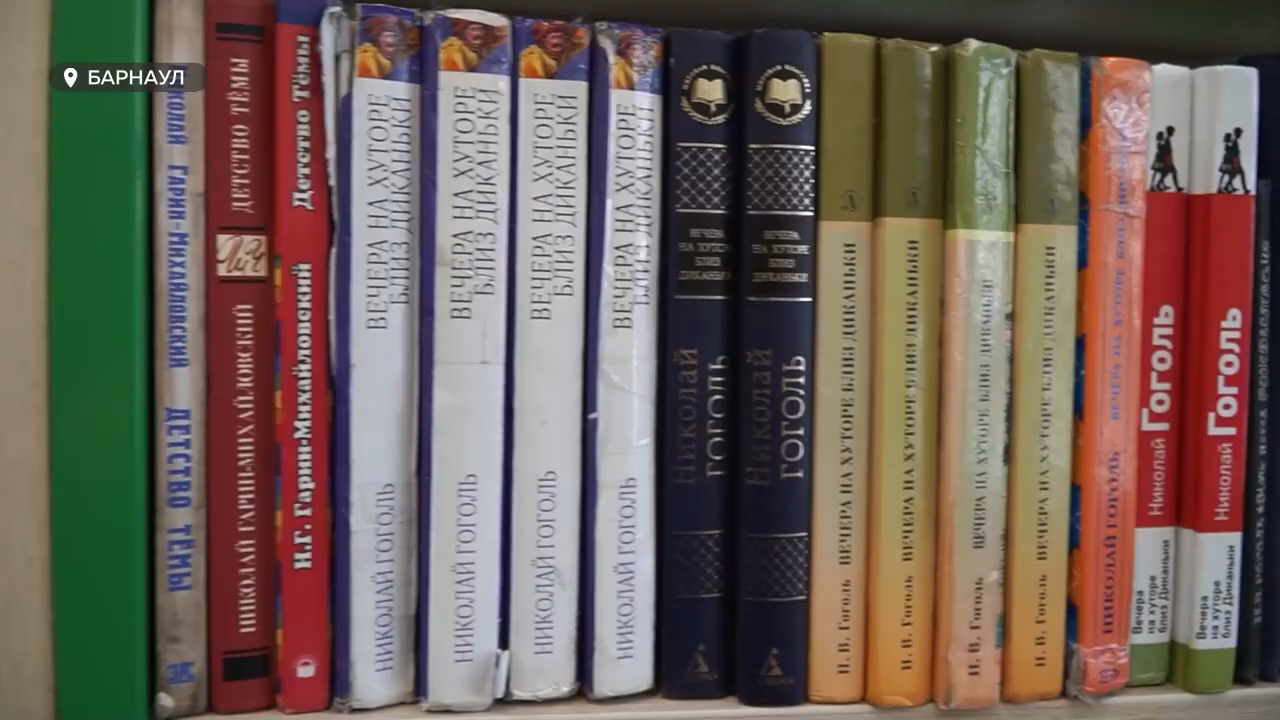 БАРНАУЛ
НИКОЛАЙ ГАРИН-МИХАЙЛОВСКИЙ ДЕТСТВО ТЁМЫ
НИКОЛАЙ ГАРИН-МИХАЙЛОВСКИЙ ДЕТСТВО ТЁМЫ
Н.Г. Гарин-Михайловский Детство Тёмы
НИКОЛАЙ ГОГОЛЬ ВЕЧЕРА НА ХУТОРЕ
БЛИЗ ДИКАНЬКИ
НИКОЛАЙ ГОГОЛЬ ВЕЧЕРА НА ХУТОРЕ
БЛИЗ ДИКАНЬКИ
НИКОЛАЙ ГОГОЛЬ ВЕЧЕРА НА ХУТОРЕ
БЛИЗ ДИКАНЬКИ
НИКОЛАЙ ГОГОЛЬ ВЕЧЕРА НА ХУТОРЕ
БЛИЗ ДИКАНЬКИ
ВЕЧЕРА
НА ХУТОРЕ
БЛИЗ
ДИКАНЬКИ
Николай
ГОГОЛЬ
ВЕЧЕРА
НА ХУТОРЕ
БЛИЗ
ДИКАНЬКИ
Николай
ГОГОЛЬ
Н. В. Гоголь ВЕЧЕРА НА ХУТОРЕ БЛИЗ ДИКАНЬКИ
Н. В. Гоголь ВЕЧЕРА НА ХУТОРЕ БЛИЗ ДИКАНЬКИ
Н. В. Гоголь ВЕЧЕРА НА ХУТОРЕ БЛИЗ ДИКАНЬКИ
Н. В. Гоголь ВЕЧЕРА НА ХУТОРЕ БЛИЗ ДИКАНЬКИ
НИКОЛАЙ ГОГОЛЬ ВЕЧЕРА НА ХУТОРЕ БЛИЗ ДИКАНЬКИ
Николай Гоголь
Вечера
на хуторе
близ Диканьки
Николай Гоголь
Вечера
на хуторе
близ Диканьки